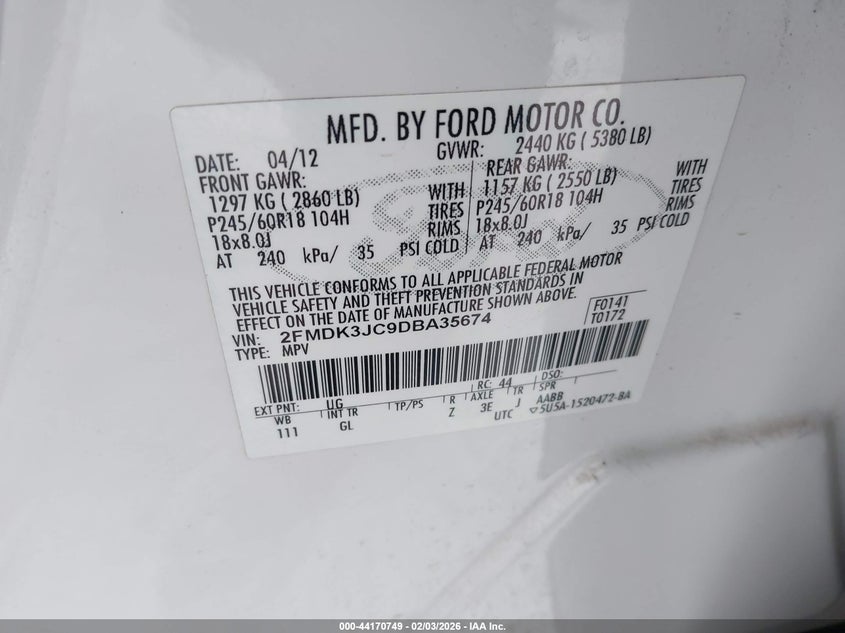 MFD. BY FORD MOTOR CO.
DATE: 04/12 GVWR: 2440 KG ( 5380 LB)
FRONT GAWR: REAR GAWR:
1297 KG ( 2860 LB) WITH 1157 KG ( 2550 LB) WITH
P245/60R18 104H TIRES P245/60R18 104H TIRES
18x8.0J RIMS 18x8.0J RIMS
AT 240 kPa/ 35 PSI COLD AT 240 kPa/ 35 PSI COLD
THIS VEHICLE CONFORMS TO ALL APPLICABLE FEDERAL MOTOR
VEHICLE SAFETY AND THEFT PREVENTION STANDARDS IN
EFFECT ON THE DATE OF MANUFACTURE SHOWN ABOVE.
VIN: 2FMDK3JC9DBA35674 F0141
TYPE: MPV T0172
EXT PNT: UG RC: 44 DSO:
WB INT TR TP/PS R AXLE TR SPR
111 GL Z 3E J AABB
UTC ▽5U5A-1520472-BA
000-44170749 | 02/03/2026 - IAA Inc.